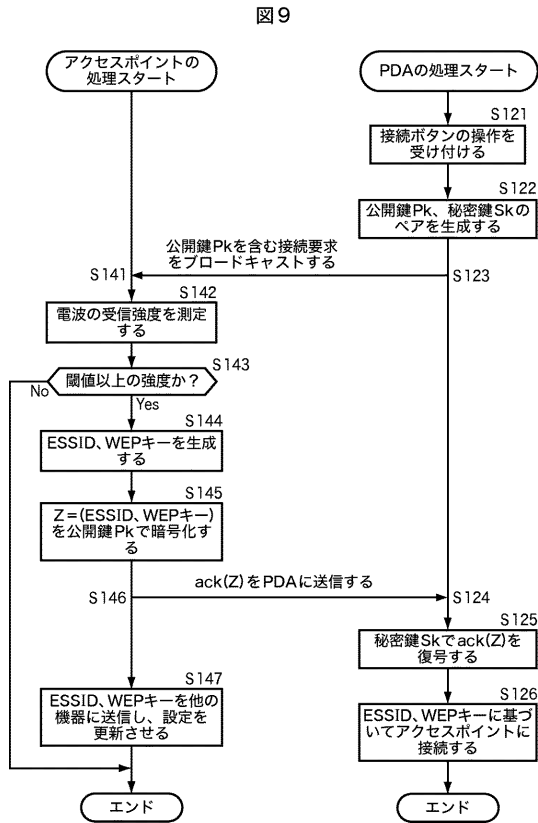 図9
アクセスポイントの
処理スタート
PDAの処理スタート
S121
接続ボタンの操作を
受け付ける
S122
公開鍵Pk、秘密鍵Skの
ペアを生成する
公開鍵Pkを含む接続要求
をブロードキャストする
S141
S123
S142
電波の受信強度を測定
する
S143
閾値以上の強度か？
No
Yes
S144
ESSID、WEPキーを生成
する
S145
Z＝(ESSID、WEPキー)
を公開鍵Pkで暗号化す
る
ack(Z)をPDAに送信する
S146
S124
S125
秘密鍵Skでack(Z)を
復号する
S147
ESSID、WEPキーを他の
機器に送信し、設定を
更新させる
S126
ESSID、WEPキーに基づ
いてアクセスポイントに
接続する
エンド
エンド